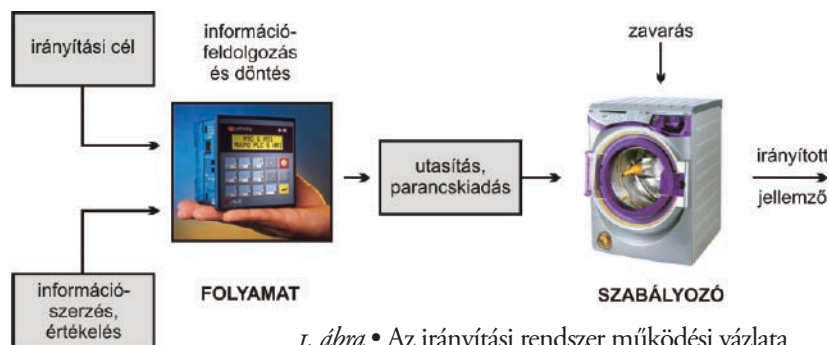 irányítási cél
információ-
feldolgozás
és döntés
zavarás
utasítás,
parancskiadás
irányított
jellemző
információ-
szerzés,
értékelés
FOLYAMAT
SZABÁLYOZÓ
1. ábra • Az irányítási rendszer működési vázlata